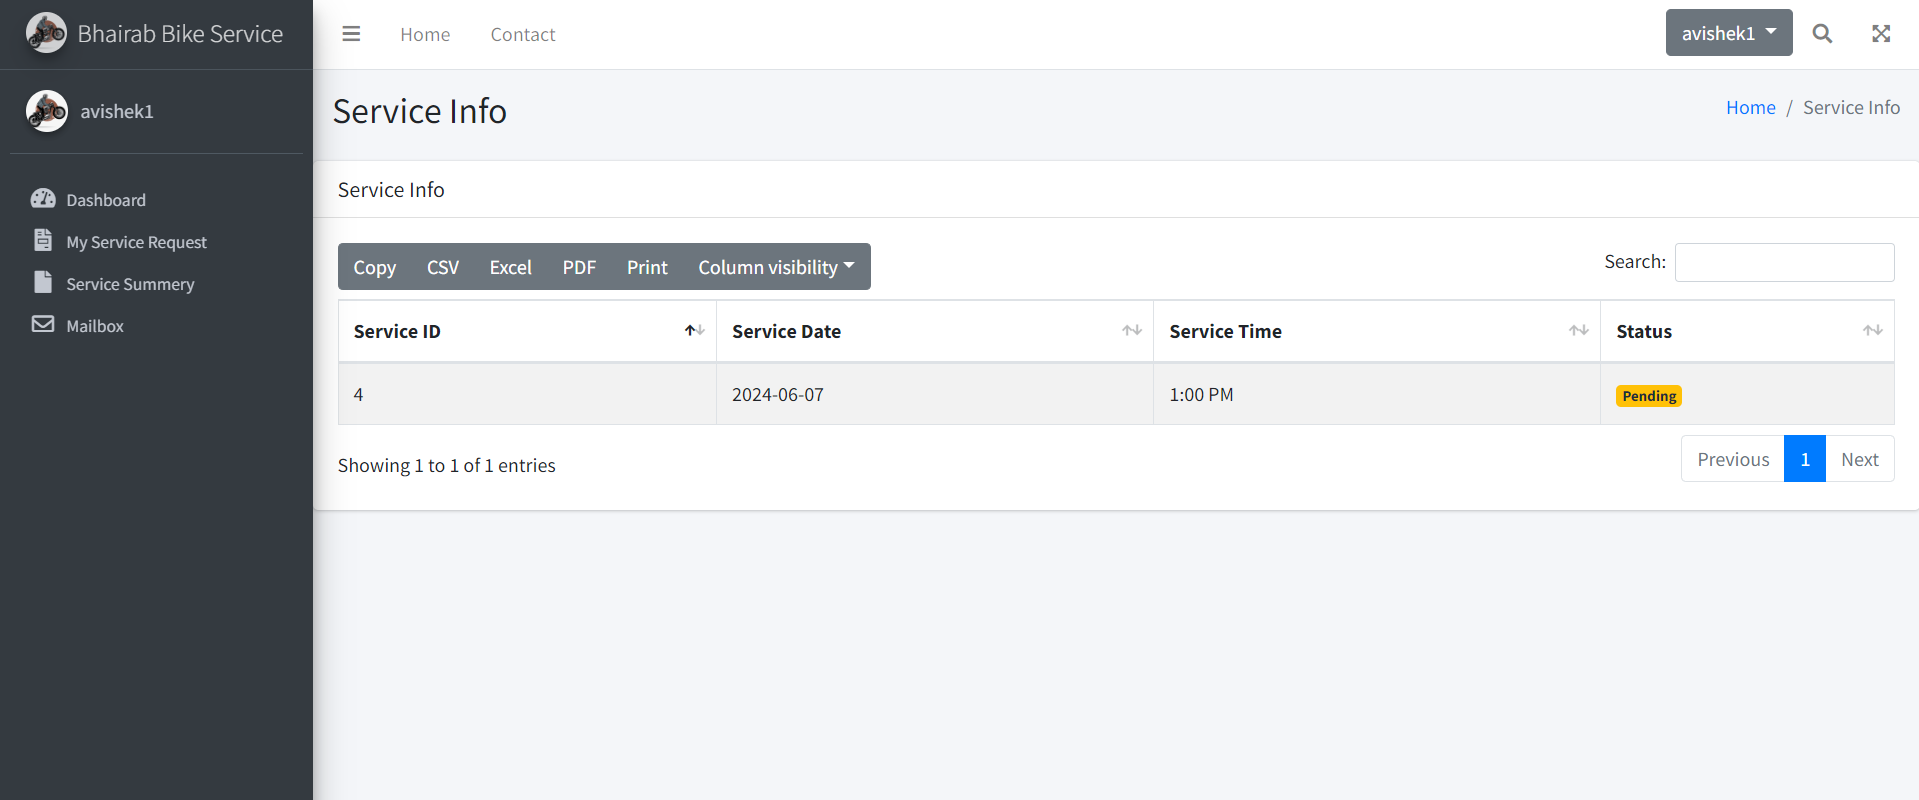 Bhairab Bike Service
Home
Contact
avishek1
avishek1
Dashboard
My Service Request
Service Summery
Mailbox
Service Info
Home / Service Info
Service Info
Copy CSV Excel PDF Print Column visibility
Search:
Service ID Service Date Service Time Status
4 2024-06-07 1:00 PM Pending
Showing 1 to 1 of 1 entries
Previous 1 Next